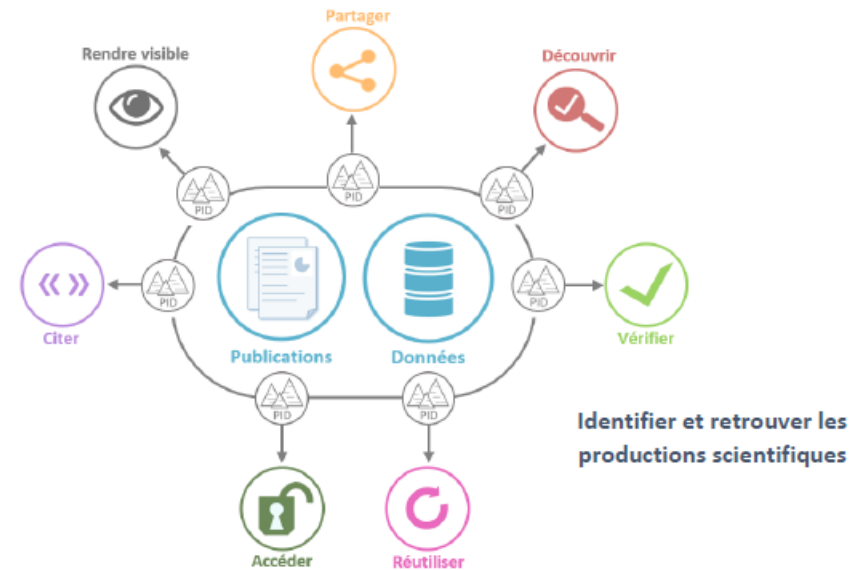 Partager
Rendre visible
Découvrir
PID
PID
PID
« »
PID
PID
Citer
Publications
Données
Vérifier
PID
PID
Identifier et retrouver les
productions scientifiques
Accéder
Réutiliser